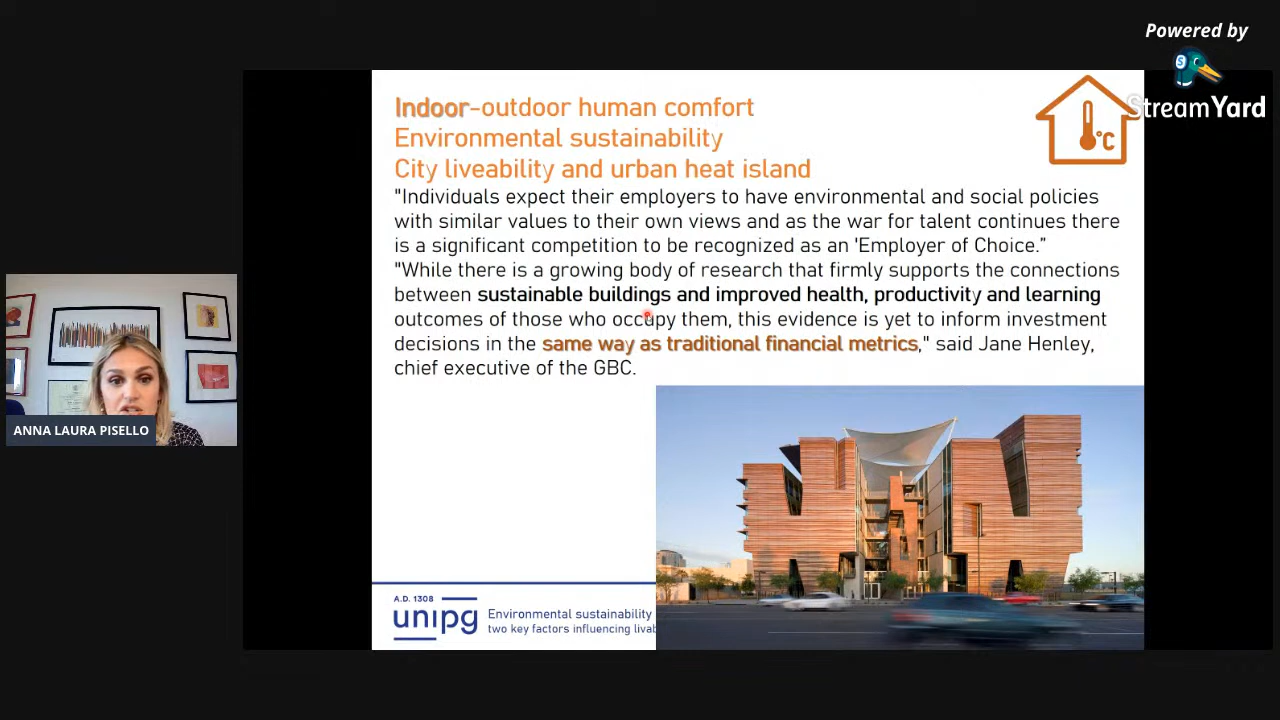 Powered by
StreamYard
Indoor-outdoor human comfort
Environmental sustainability
City liveability and urban heat island
°C
"Individuals expect their employers to have environmental and social policies
with similar values to their own views and as the war for talent continues there
is a significant competition to be recognized as an 'Employer of Choice.”
"While there is a growing body of research that firmly supports the connections
between sustainable buildings and improved health, productivity and learning
outcomes of those who occupy them, this evidence is yet to inform investment
decisions in the same way as traditional financial metrics," said Jane Henley,
chief executive of the GBC.
ANNA LAURA PISELLO
A.D. 1308
unipg
Environmental sustainability
two key factors influencing